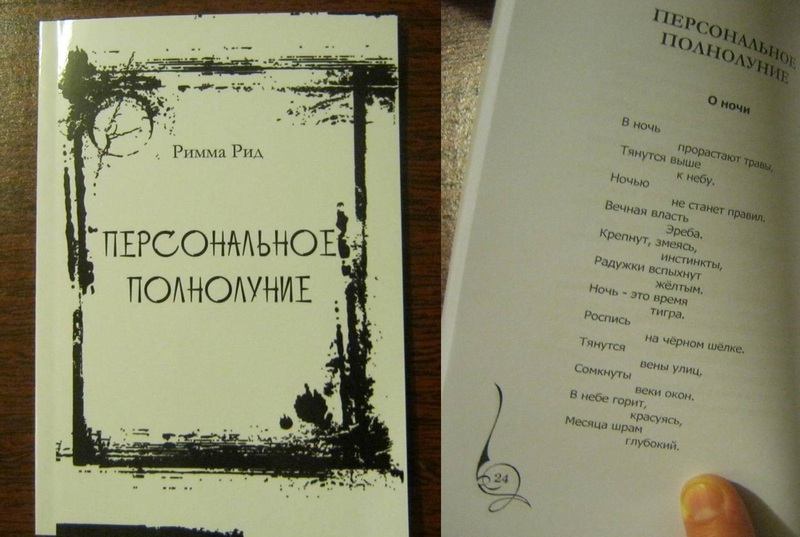 Римма Рид
ПЕРСОНАЛЬНОЕ
ПОЛНОЛУНИЕ
ПЕРСОНАЛЬНОЕ
ПОЛНОЛУНИЕ
О ночи
В ночь
прорастают травы,
Тянутся выше
к небу.
Ночью
не станет правил.
Вечная власть
Эреба.
Крепнут, змеясь,
инстинкты,
Радужки вспыхнут
жёлтым.
Ночь - это время
тигра.
Роспись
на чёрном шёлке.
Тянутся
вены улиц,
Сомкнуты
веки окон.
В небе горит,
красуясь,
Месяца шрам
глубокий.
24